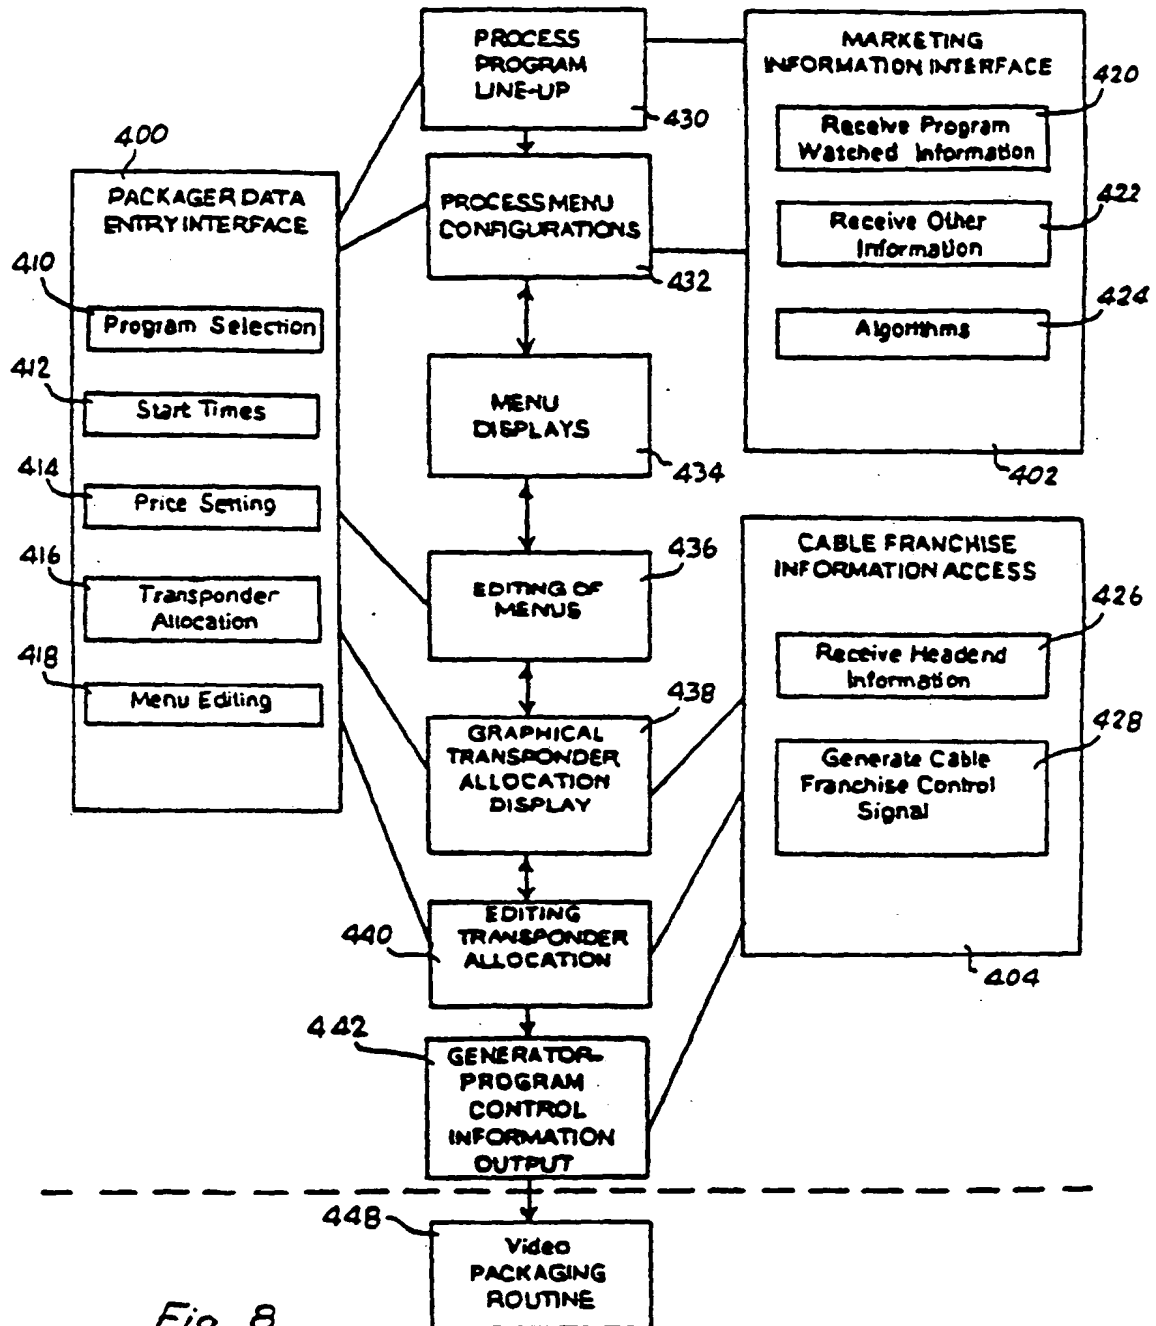 PROCESS
PROGRAM
LINE-UP
430
MARKETING
INFORMATION INTERFACE
420
Receive Program
Watched Information
422
Receive Other
Information
424
Algorithms
402
400
PACKAGER DATA
ENTRY INTERFACE
410
Program Selection
412
Start Times
414
Price Setting
416
Transponder
Allocation
418
Menu Editing
PROCESS MENU
CONFIGURATIONS
432
MENU
DISPLAYS
434
436
EDITING OF
MENUS
438
GRAPHICAL
TRANSPONDER
ALLOCATION
DISPLAY
440
EDITING
TRANSPONDER
ALLOCATION
442
GENERATOR-
PROGRAM
CONTROL
INFORMATION
OUTPUT
CABLE FRANCHISE
INFORMATION ACCESS
426
Receive Headend
Information
428
Generate Cable
Franchise Control
Signal
404
448
Video
PACKAGING
ROUTINE
Fig. 8